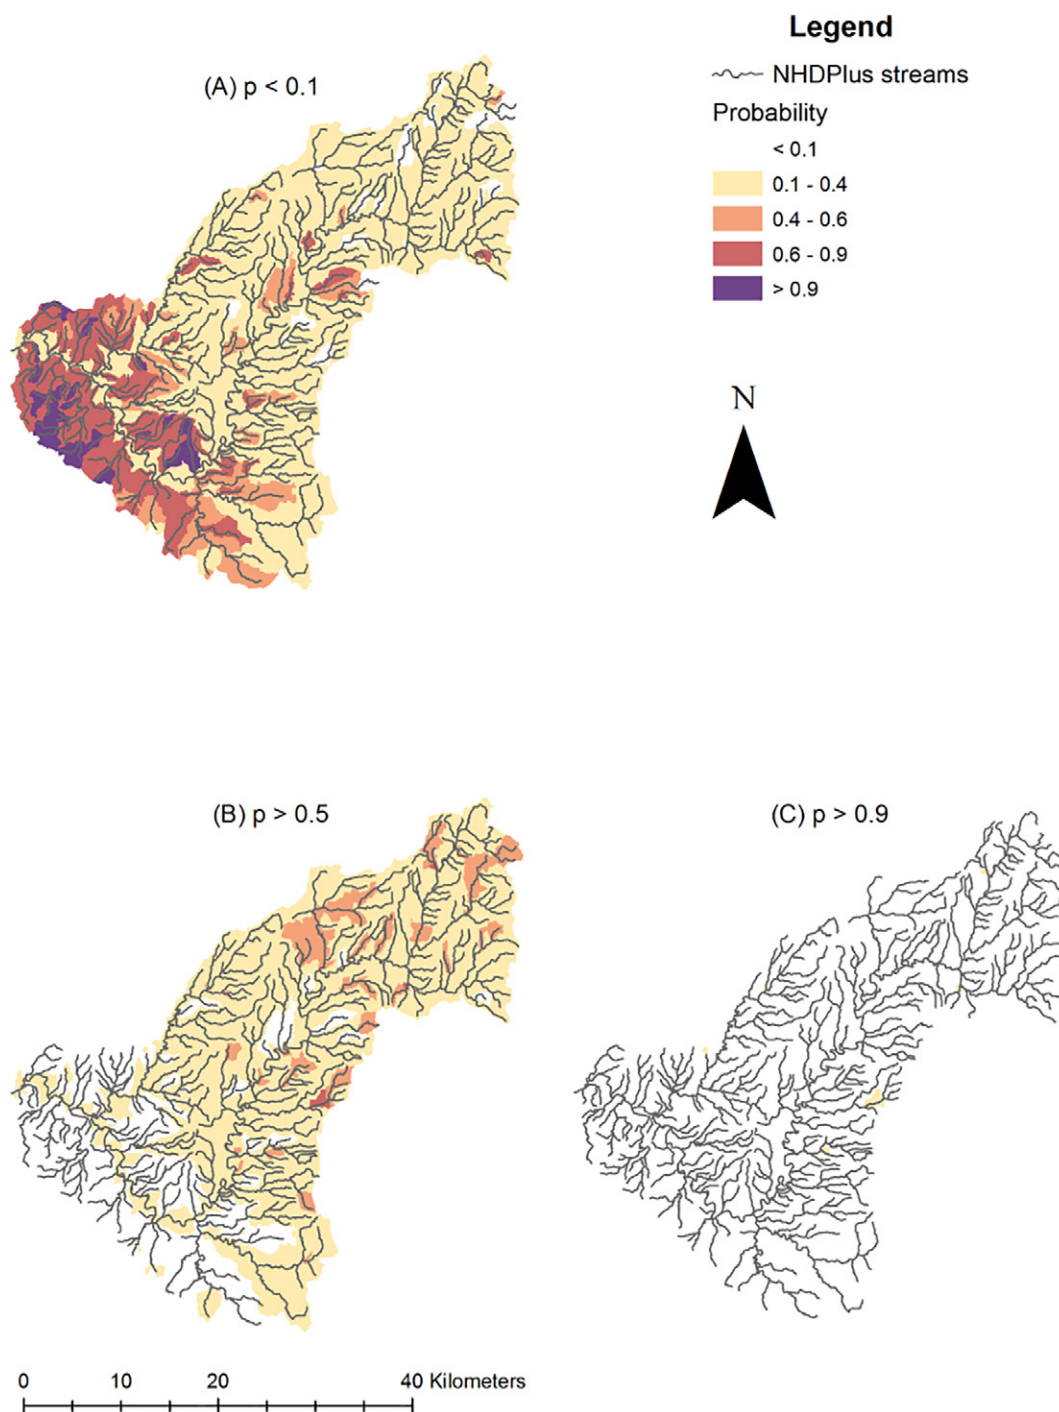 Legend
NHDPlus streams
Probability
< 0.1
0.1 - 0.4
0.4 - 0.6
0.6 - 0.9
> 0.9
(A) p < 0.1
N
(B) p > 0.5
(C) p > 0.9
0 10 20 40 Kilometers